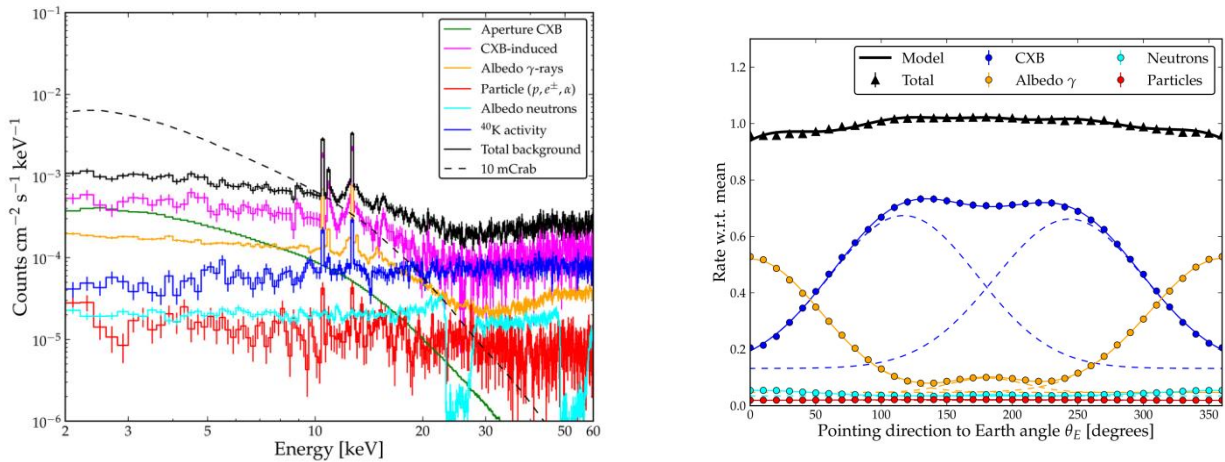 10⁻¹
10⁻²
10⁻³
10⁻⁴
10⁻⁵
10⁻⁶
Counts cm⁻² s⁻¹ keV⁻¹
Aperture CXB
CXB-induced
Albedo γ-rays
Particle (p, e±, α)
Albedo neutrons
⁴⁰K activity
Total background
10 mCrab
2 3 5 10 20 30 50 60
Energy [keV]
1.2
1.0
0.8
0.6
0.4
0.2
0.0
Rate w.r.t. mean
Model CXB Neutrons
Total Albedo γ Particles
0 50 100 150 200 250 300 350
Pointing direction to Earth angle θ_E [degrees]